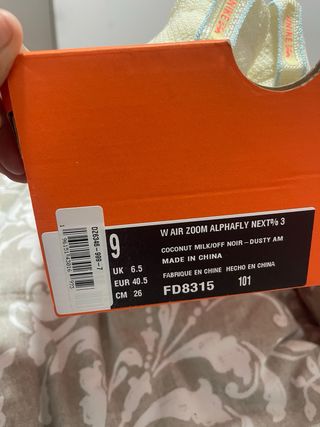 9
UK 6.5
EUR 40.5
CM 26
W AIR ZOOM ALPHAFLY NEXT% 3
COCONUT MILK/OFF NOIR-DUSTY AM
MADE IN CHINA
FABRIQUE EN CHINE HECHO EN CHINA
FD8315 101